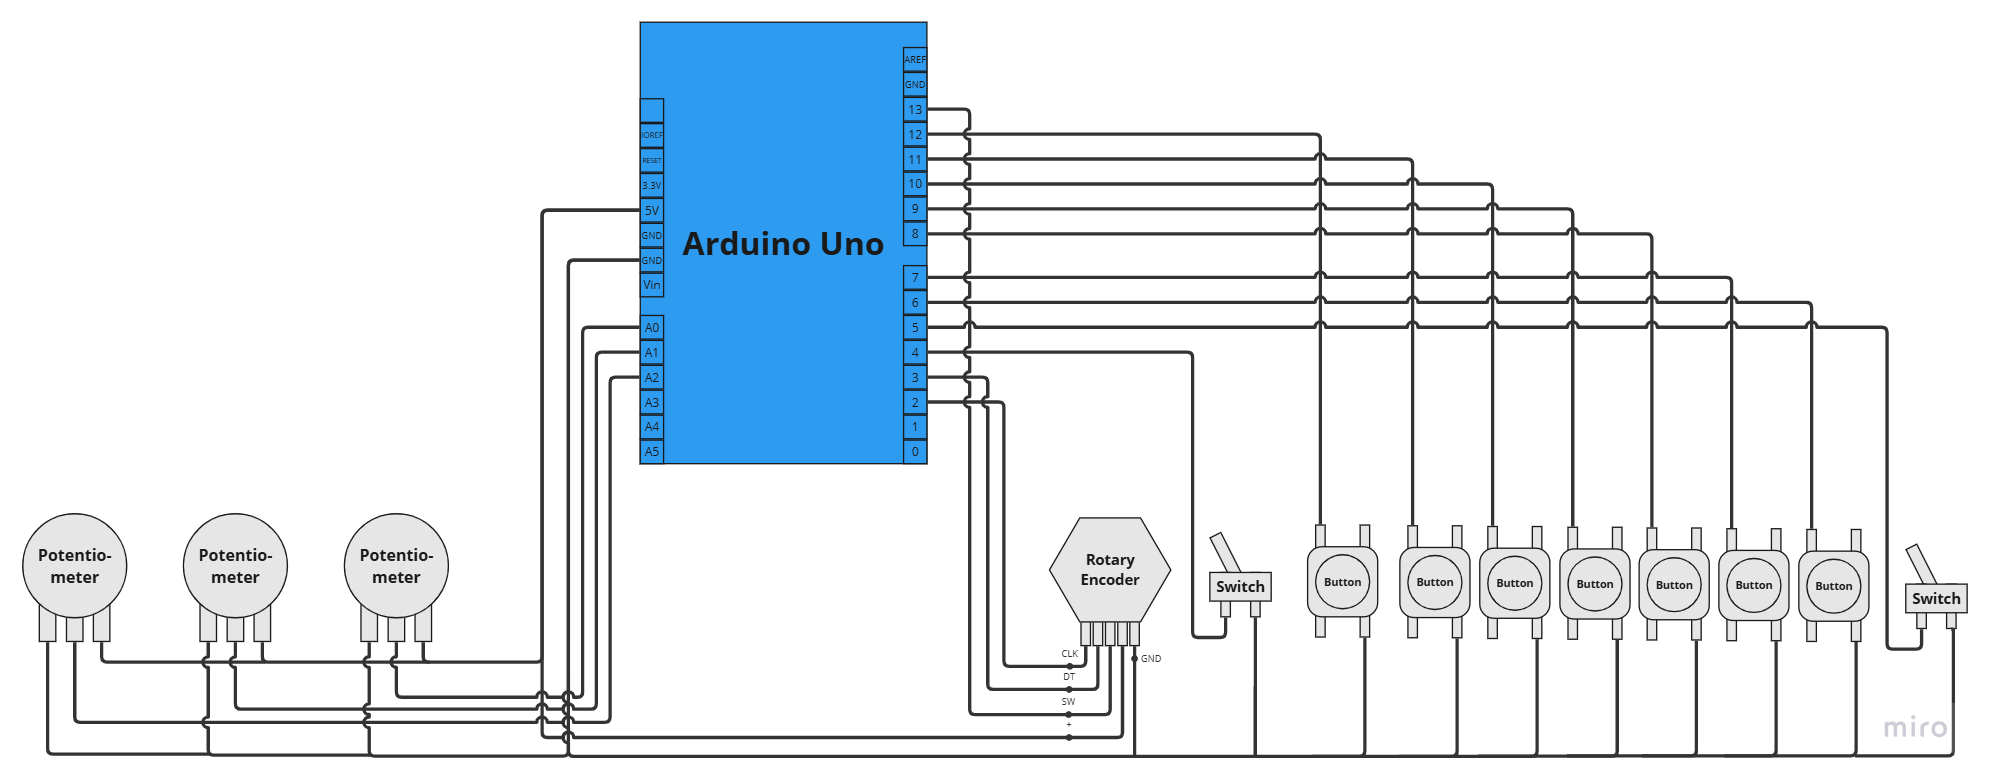 AREF
GND
13
12
11
10
9
8
7
6
5
4
3
2
1
0
IOREF
RESET
3.3V
5V
GND
GND
Vin
A0
A1
A2
A3
A4
A5
Arduino Uno
Potentio-
meter
Potentio-
meter
Potentio-
meter
Rotary
Encoder
CLK
DT
SW
+
GND
Switch
Button
Button
Button
Button
Button
Button
Button
Switch
miro